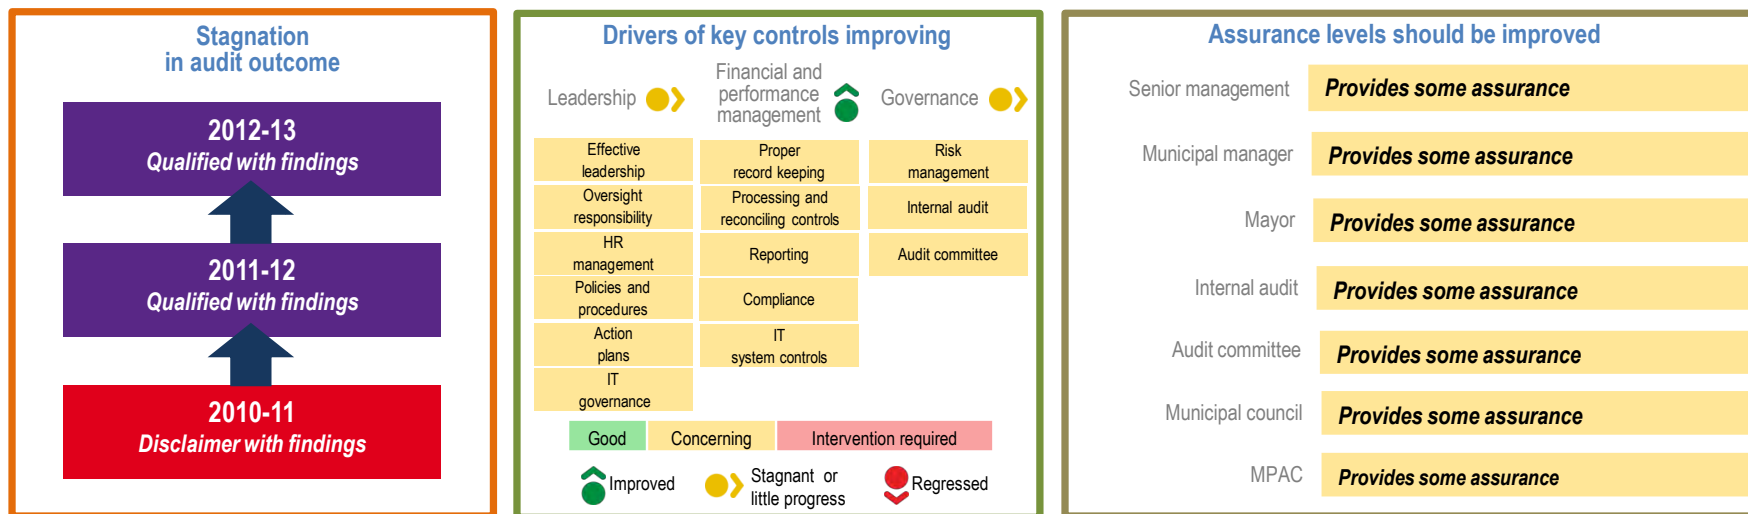 Stagnation
in audit outcome
2012-13
Qualified with findings
2011-12
Qualified with findings
2010-11
Disclaimer with findings
Drivers of key controls improving
Leadership
Financial and
performance
management
Governance
Effective
leadership
Oversight
responsibility
HR
management
Policies and
procedures
Action
plans
IT
governance
Proper
record keeping
Processing and
reconciling controls
Reporting
Compliance
IT
system controls
Risk
management
Internal audit
Audit committee
Good
Concerning
Intervention required
Improved
Stagnant or
little progress
Regressed
Assurance levels should be improved
Senior management
Provides some assurance
Municipal manager
Provides some assurance
Mayor
Provides some assurance
Internal audit
Provides some assurance
Audit committee
Provides some assurance
Municipal council
Provides some assurance
MPAC
Provides some assurance